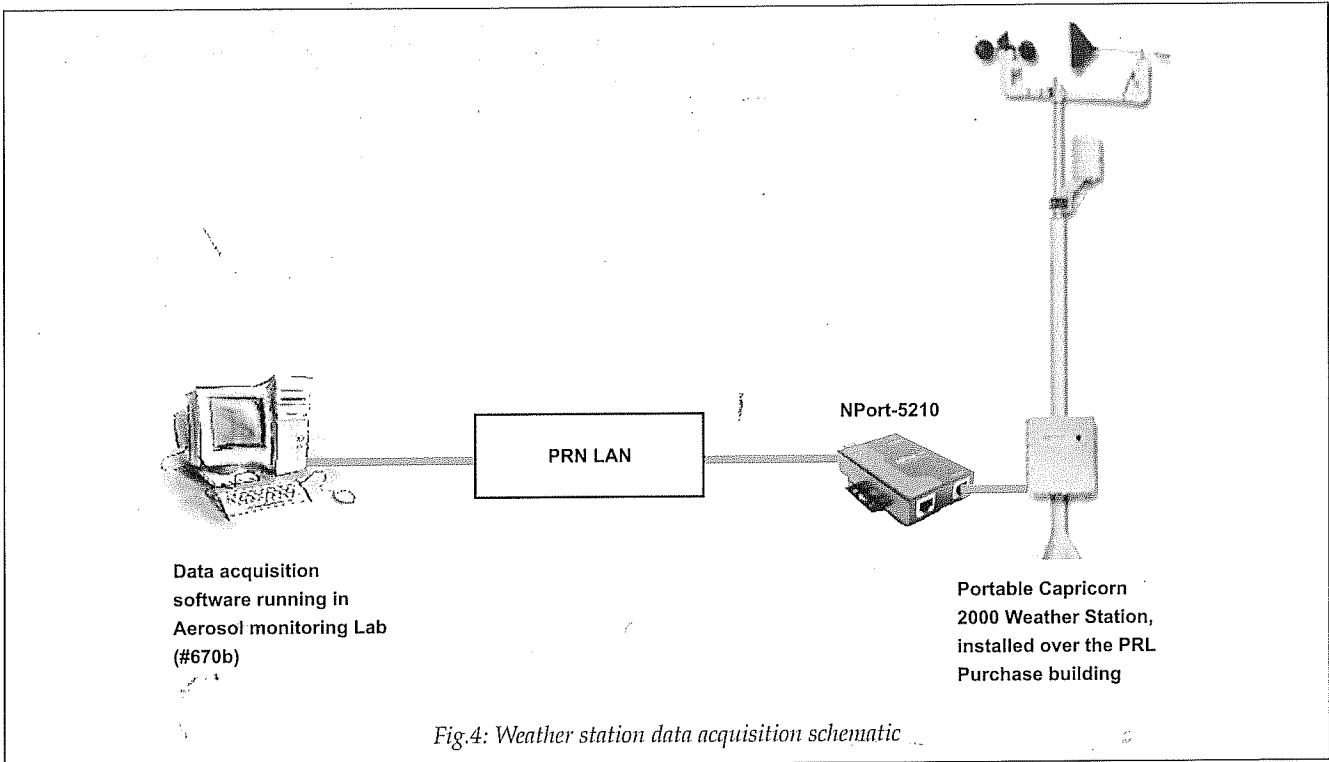 NPort-5210
PRN LAN
Data acquisition
software running in
Aerosol monitoring Lab
(#670b)
Portable Capricorn
2000 Weather Station,
installed over the PRL
Purchase building
Fig.4: Weather station data acquisition schematic